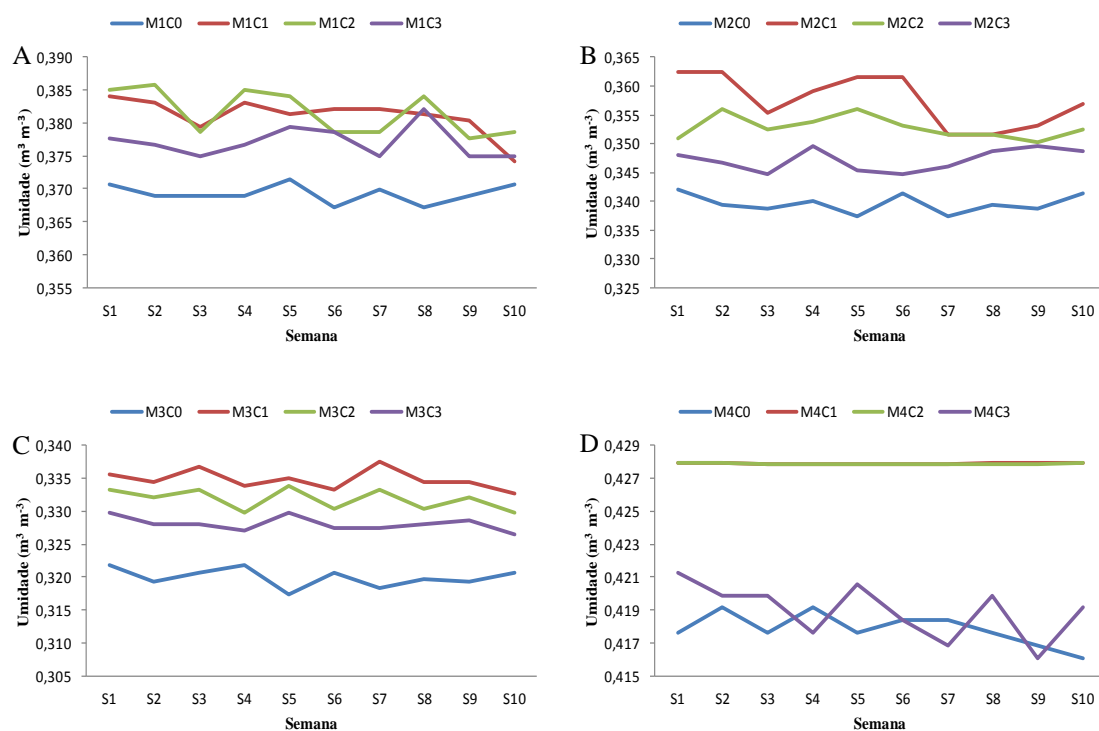 M1C0 M1C1 M1C2 M1C3
A
Umidade (m³ m⁻³)
0,390
0,385
0,380
0,375
0,370
0,365
0,360
0,355
S1 S2 S3 S4 S5 S6 S7 S8 S9 S10
Semana
M2C0 M2C1 M2C2 M2C3
B
Umidade (m³ m⁻³)
0,365
0,360
0,355
0,350
0,345
0,340
0,335
0,330
0,325
S1 S2 S3 S4 S5 S6 S7 S8 S9 S10
Semana
M3C0 M3C1 M3C2 M3C3
C
Umidade (m³ m⁻³)
0,340
0,335
0,330
0,325
0,320
0,315
0,310
0,305
S1 S2 S3 S4 S5 S6 S7 S8 S9 S10
Semana
M4C0 M4C1 M4C2 M4C3
D
Umidade (m³ m⁻³)
0,429
0,427
0,425
0,423
0,421
0,419
0,417
0,415
S1 S2 S3 S4 S5 S6 S7 S8 S9 S10
Semana